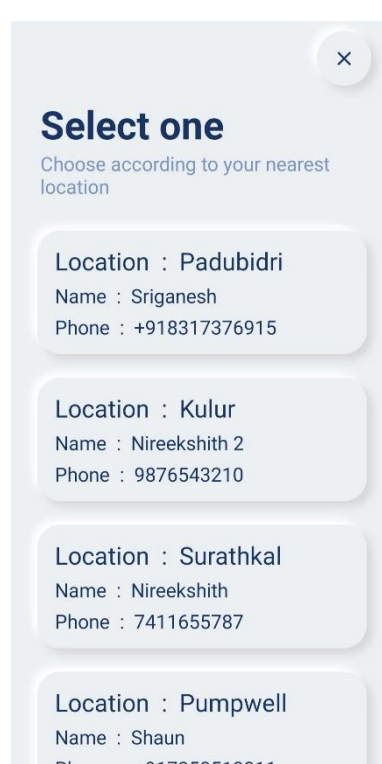 Select one
Choose according to your nearest
location
Location : Padubidri
Name : Sriganesh
Phone : +918317376915
Location : Kulur
Name : Nireekshith 2
Phone : 9876543210
Location : Surathkal
Name : Nireekshith
Phone : 7411655787
Location : Pumpwell
Name : Shaun